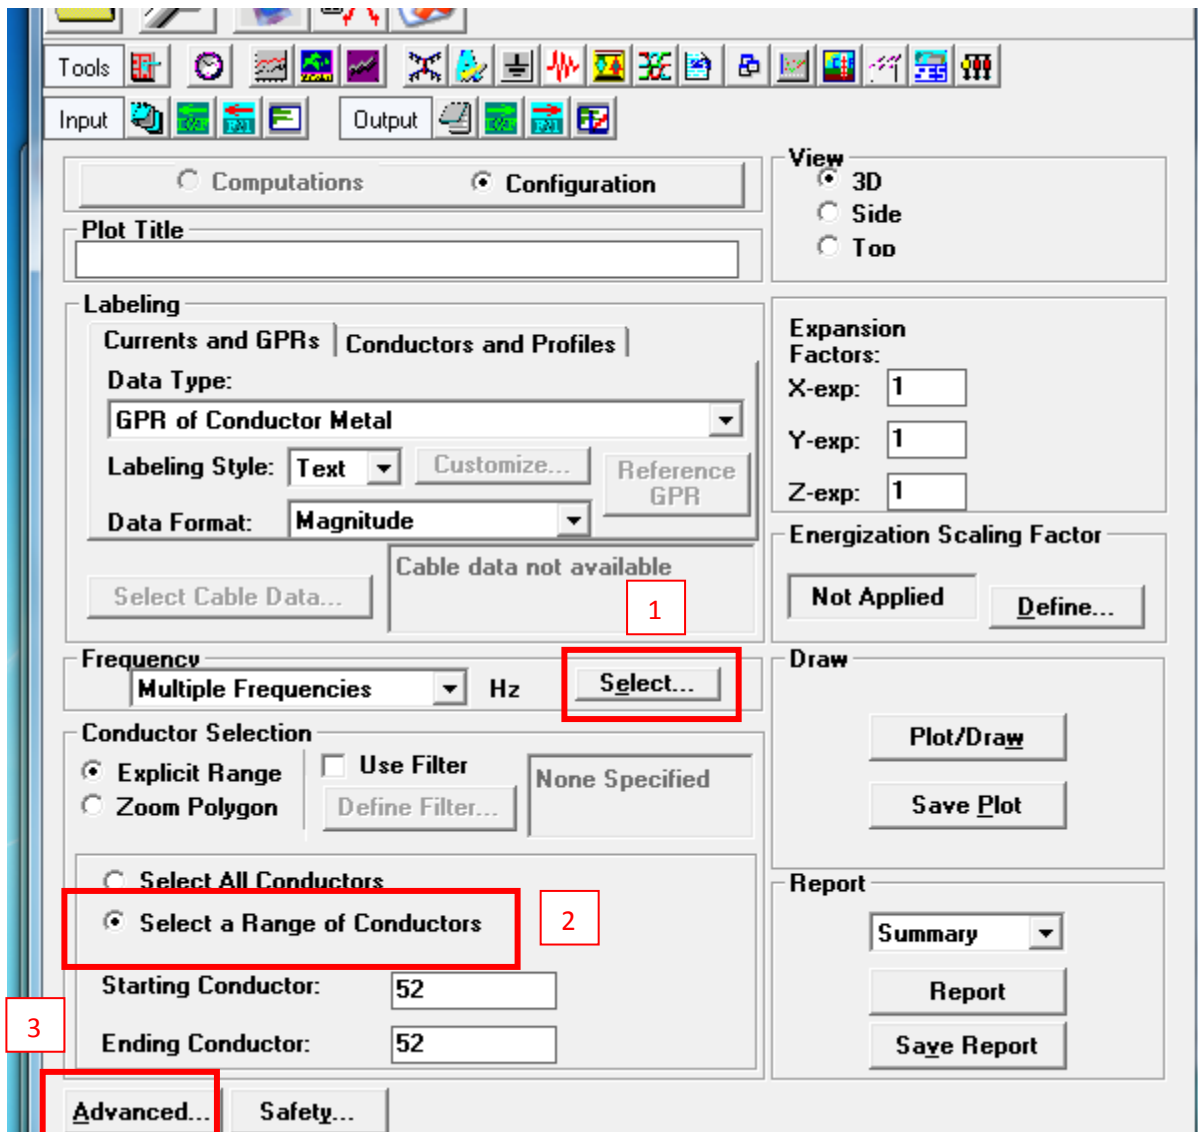 Tools
Input
Output
Computations
Configuration
Plot Title
View
3D
Side
Top
Labeling
Currents and GPRs
Conductors and Profiles
Data Type:
GPR of Conductor Metal
Labeling Style:
Text
Customize...
Reference
GPR
Data Format:
Magnitude
Select Cable Data...
Cable data not available
1
Expansion
Factors:
X-exp:
1
Y-exp:
1
Z-exp:
1
Energization Scaling Factor
Not Applied
Define...
Frequency
Multiple Frequencies
Hz
Select...
Draw
Plot/Draw
Save Plot
Conductor Selection
Explicit Range
Zoom Polygon
Use Filter
Define Filter...
None Specified
Select All Conductors
Select a Range of Conductors
2
Starting Conductor:
52
Ending Conductor:
52
3
Report
Summary
Report
Save Report
Advanced...
Safety...